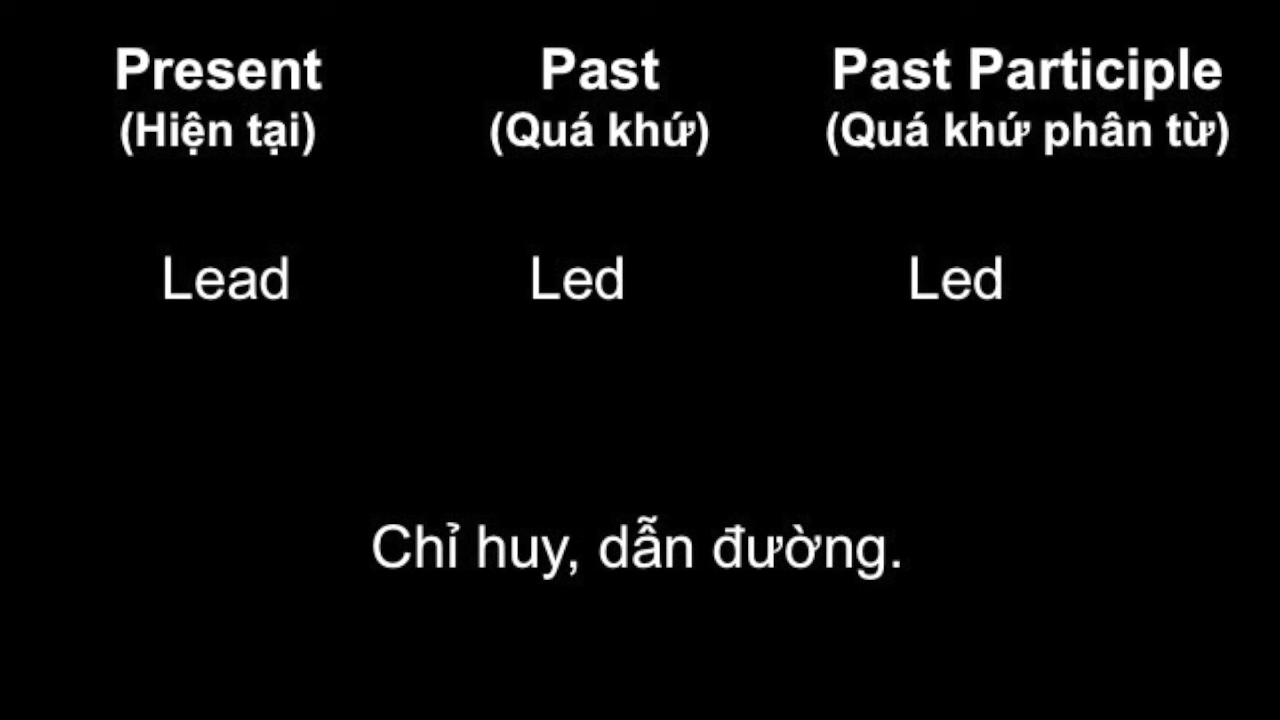 Present Past Past Participle
(Hiện tại) (Quá khứ) (Quá khứ phân từ)
Lead Led Led
Chỉ huy, dẫn đường.